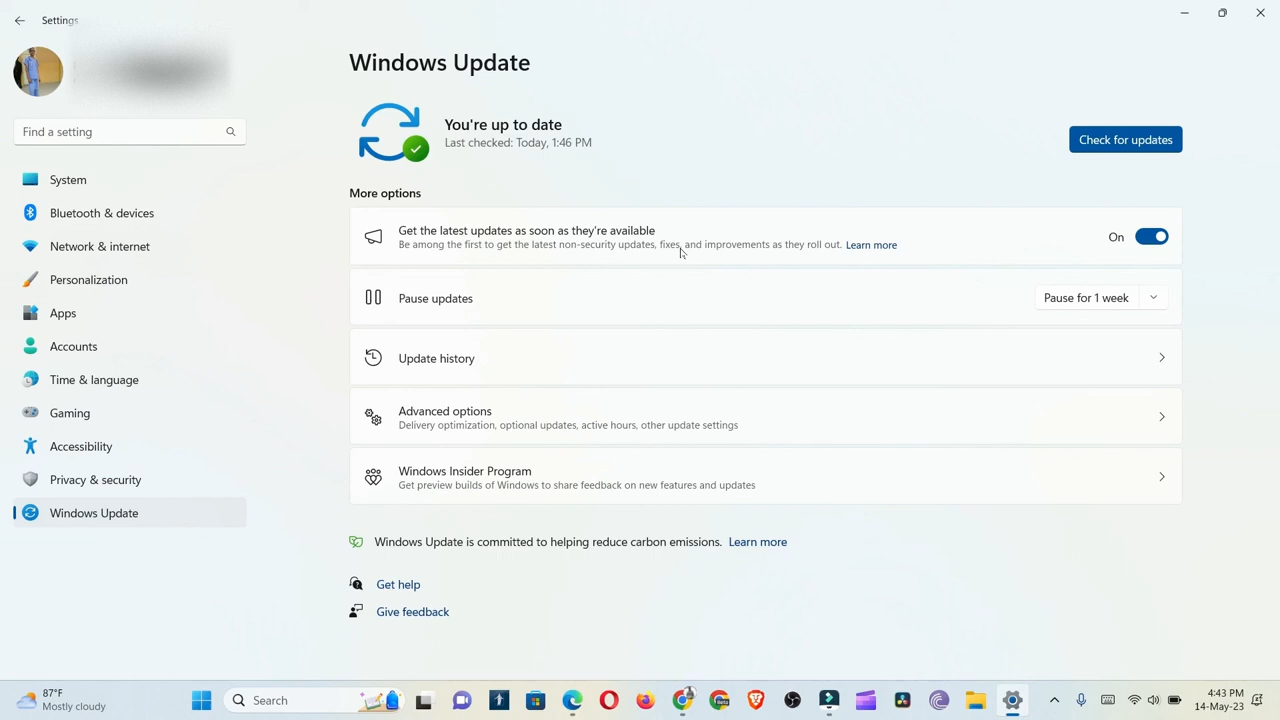 Settings
Windows Update
You're up to date
Last checked: Today, 1:46 PM
Check for updates
Find a setting
System
Bluetooth & devices
Network & internet
Personalization
Apps
Accounts
Time & language
Gaming
Accessibility
Privacy & security
Windows Update
More options
Get the latest updates as soon as they're available
Be among the first to get the latest non-security updates, fixes, and improvements as they roll out. Learn more
On
Pause updates
Pause for 1 week
Update history
Advanced options
Delivery optimization, optional updates, active hours, other update settings
Windows Insider Program
Get preview builds of Windows to share feedback on new features and updates
Windows Update is committed to helping reduce carbon emissions. Learn more
Get help
Give feedback
87°F
Mostly cloudy
Search
4:43 PM
14-May-23